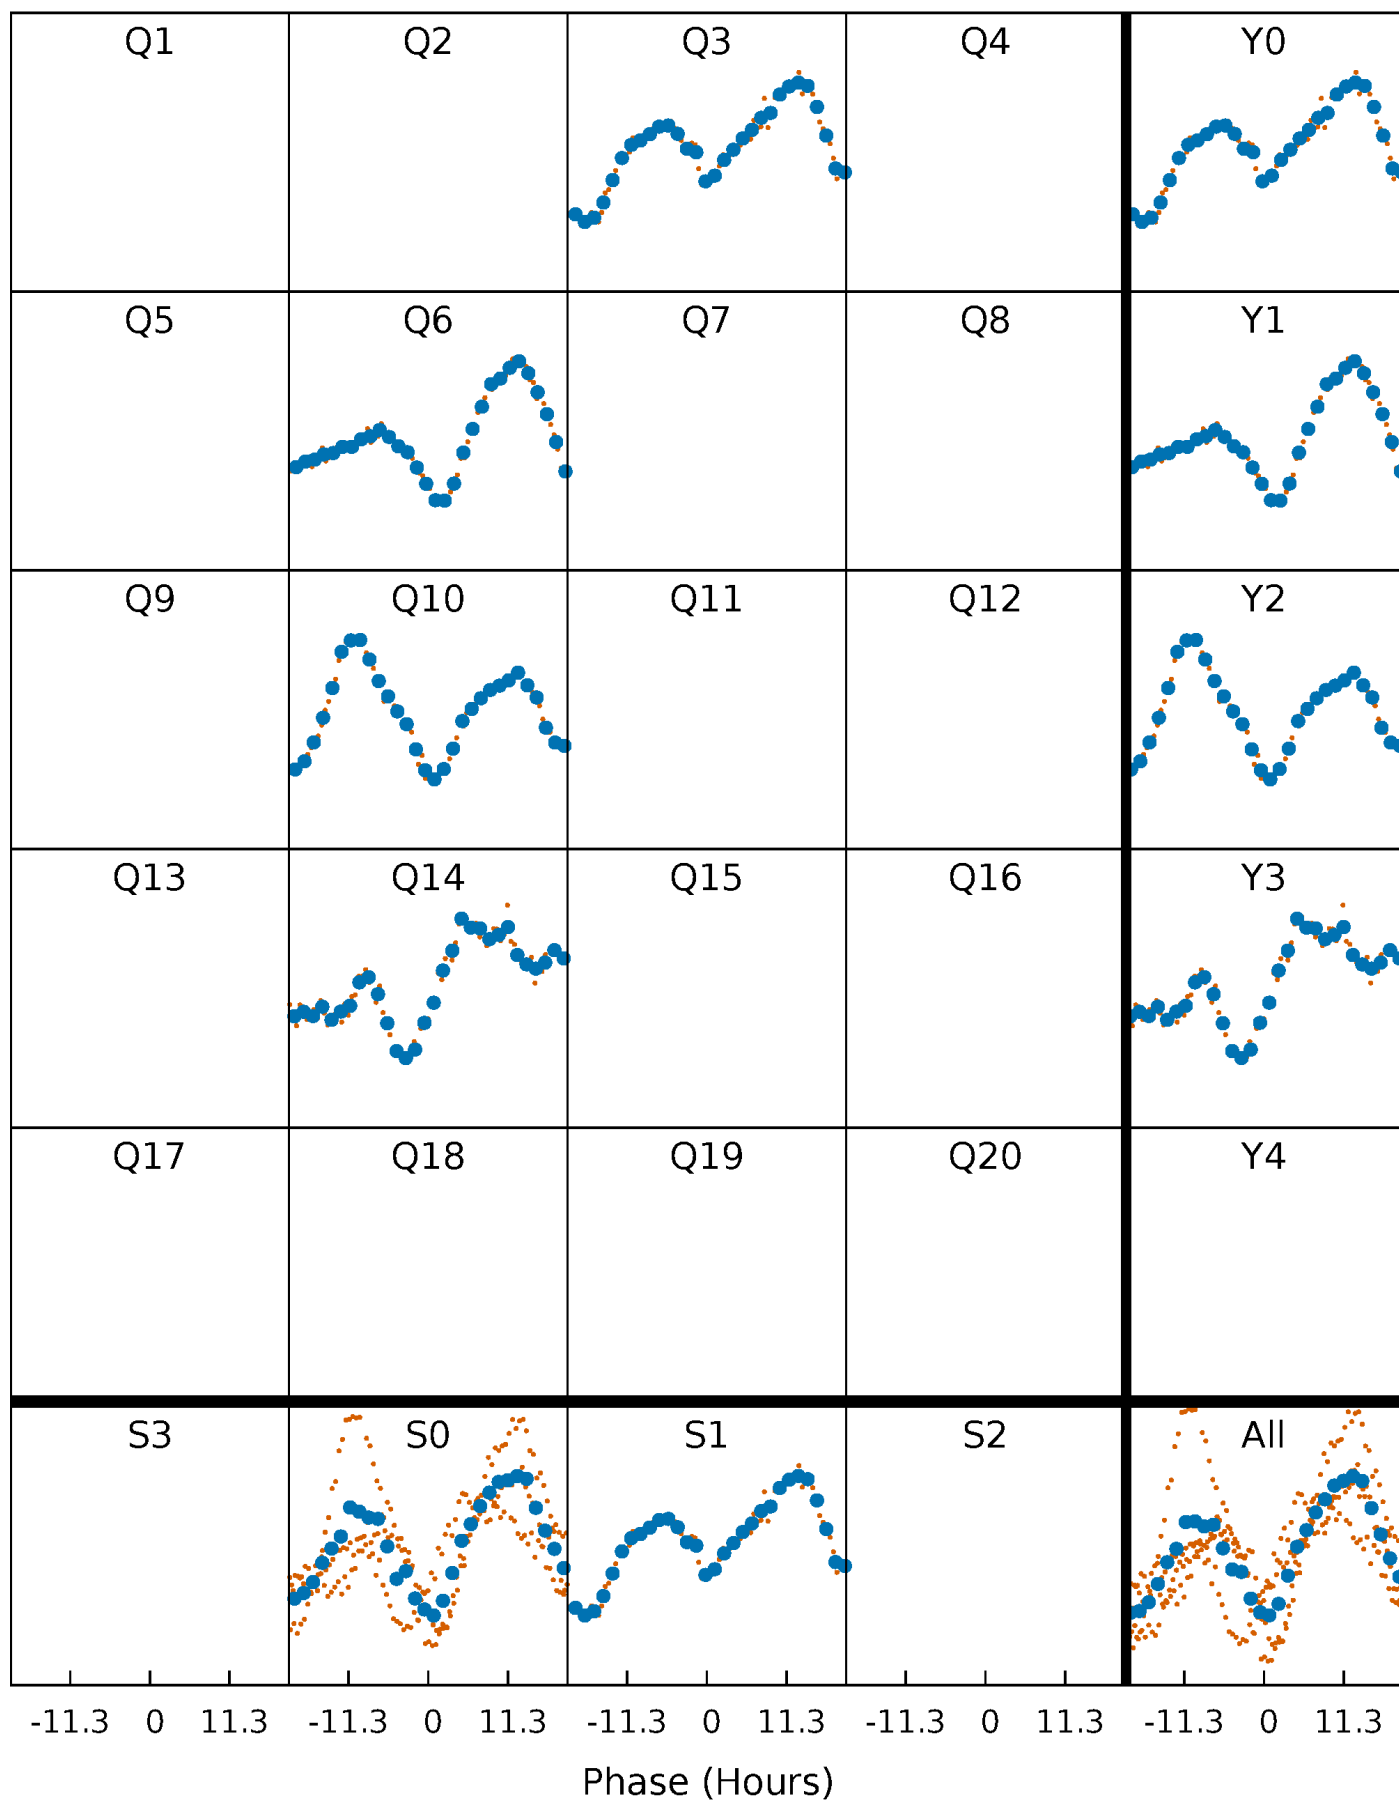 Q1 Q2 Q3 Q4 Y0
Q5 Q6 Q7 Q8 Y1
Q9 Q10 Q11 Q12 Y2
Q13 Q14 Q15 Q16 Y3
Q17 Q18 Q19 Q20 Y4
S3 S0 S1 S2 All
-11.3 0 11.3 -11.3 0 11.3 -11.3 0 11.3 -11.3 0 11.3 -11.3 0 11.3
Phase (Hours)